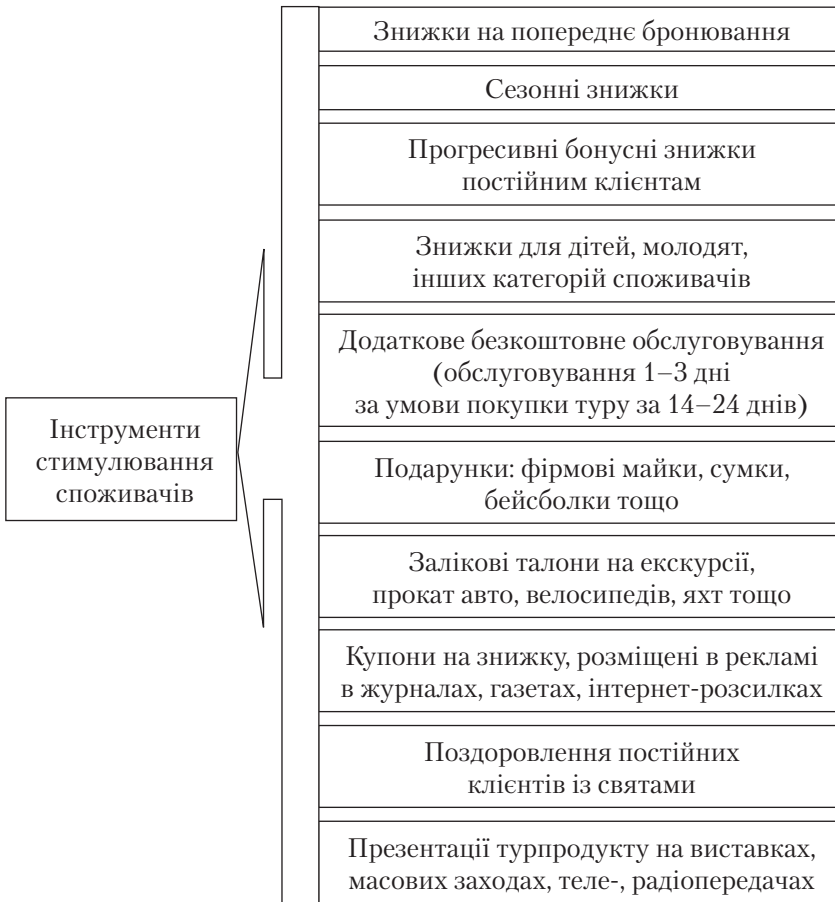 Знижки на попереднє бронювання
Сезонні знижки
Прогресивні бонусні знижки
постійним клієнтам
Знижки для дітей, молодят,
інших категорій споживачів
Додаткове безкоштовне обслуговування
(обслуговування 1–3 дні
за умови покупки туру за 14–24 днів)
Інструменти
стимулювання
споживачів
Подарунки: фірмові майки, сумки,
бейсболки тощо
Залікові талони на екскурсії,
прокат авто, велосипедів, яхт тощо
Купони на знижку, розміщені в рекламі
в журналах, газетах, інтернет-розсилках
Поздоровлення постійних
клієнтів із святами
Презентації турпродукту на виставках,
масових заходах, теле-, радіопередачах